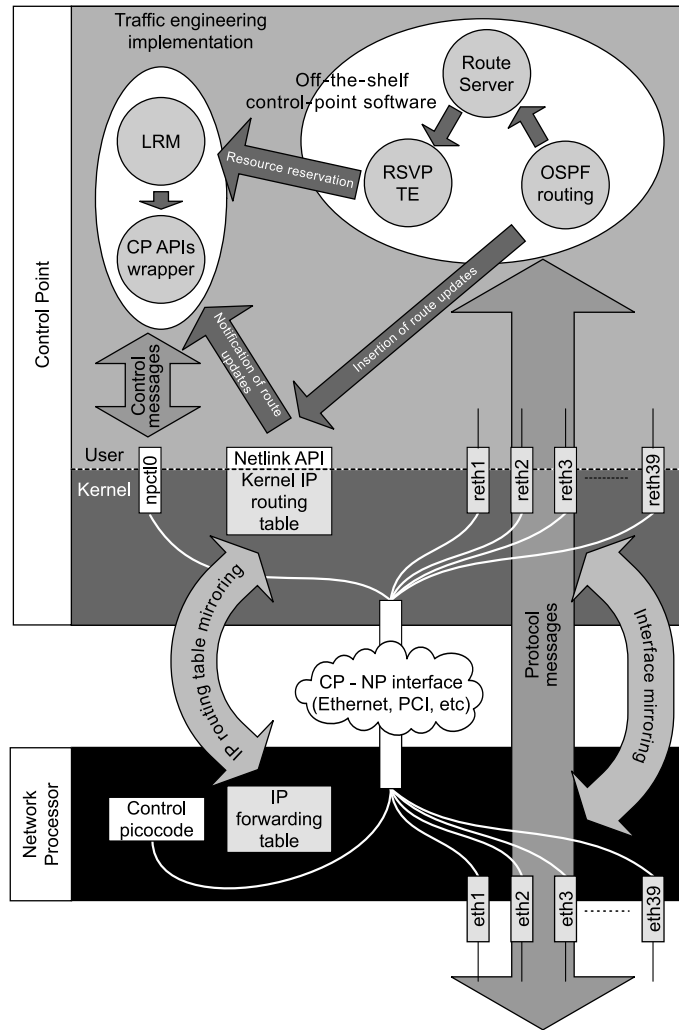 Traffic engineering
implementation
Off-the-shelf
control-point software
Route
Server
LRM
RSVP
TE
OSPF
routing
Resource reservation
CP APIs
wrapper
Control Point
Control
messages
Notification of route
updates
Insertion of route updates
User
Kernel
npctl0
Netlink API
Kernel IP
routing
table
reth1
reth2
reth3
reth39
IP routing table mirroring
CP - NP interface
(Ethernet, PCI, etc)
Protocol
messages
Interface mirroring
Network
Processor
Control
picocode
IP
forwarding
table
eth1
eth2
eth3
eth39